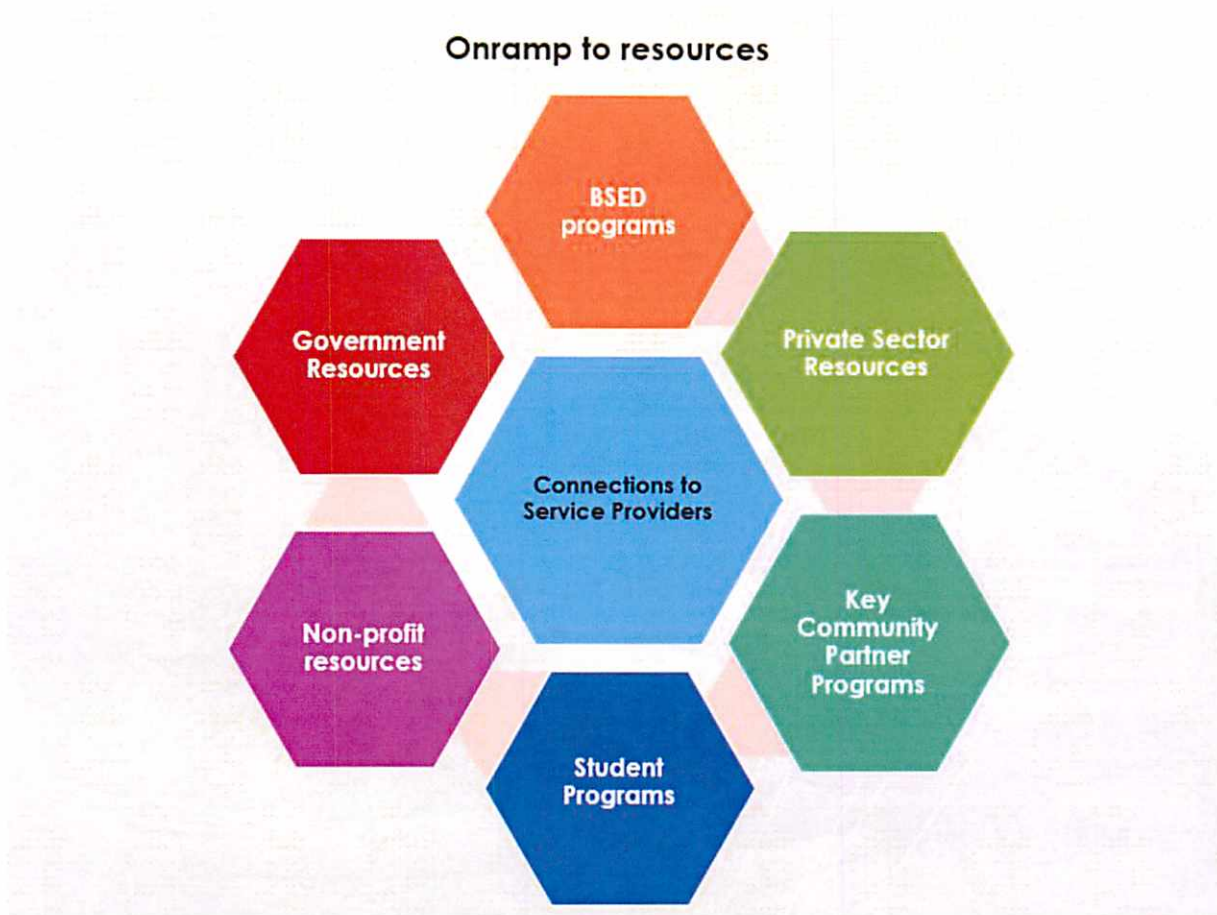 Onramp to resources
BSED
programs
Government
Resources
Private Sector
Resources
Connections to
Service Providers
Non-profit
resources
Key
Community
Partner
Programs
Student
Programs